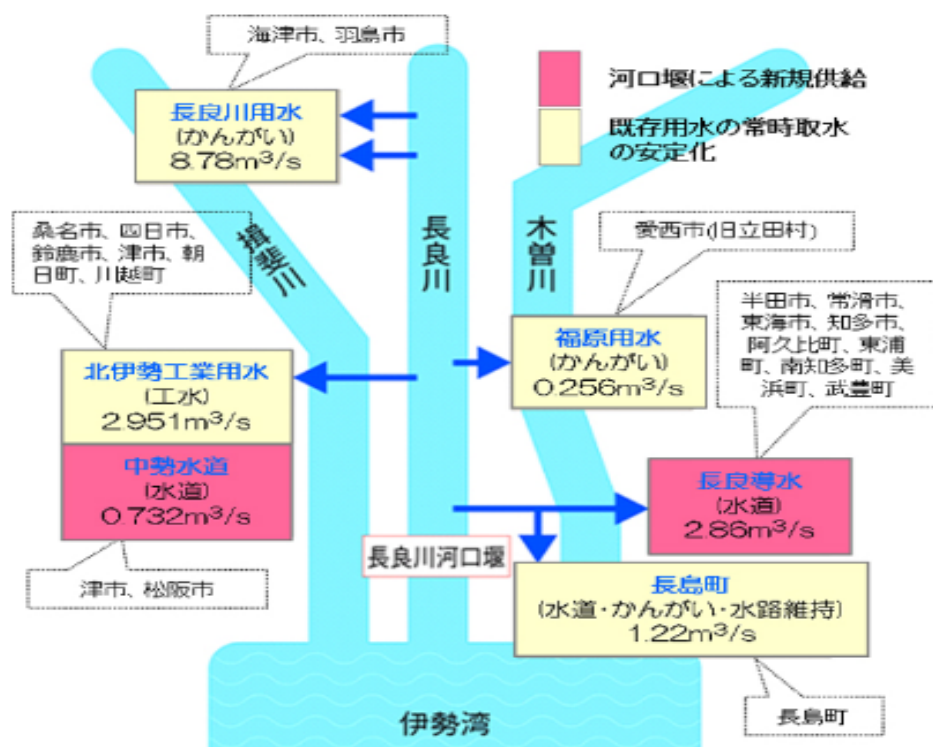 海津市、羽島市
河口堰による新規供給
既存用水の常時取水
の安定化
長良川用水
(かんがい)
8.78m³/s
桑名市、四日市、
鈴鹿市、津市、朝
日町、川越町
揖斐川
長良川
木曽川
愛西市(旧立田村)
半田市、常滑市、
東海市、知多市、
阿久比町、東浦
町、南知多町、美
浜町、武豊町
北伊勢工業用水
(工水)
2.951m³/s
福原用水
(かんがい)
0.256m³/s
中勢水道
(水道)
0.732m³/s
長良導水
(水道)
2.86m³/s
長良川河口堰
津市、松阪市
長島町
(水道・かんがい・水路維持)
1.22m³/s
長島町
伊勢湾